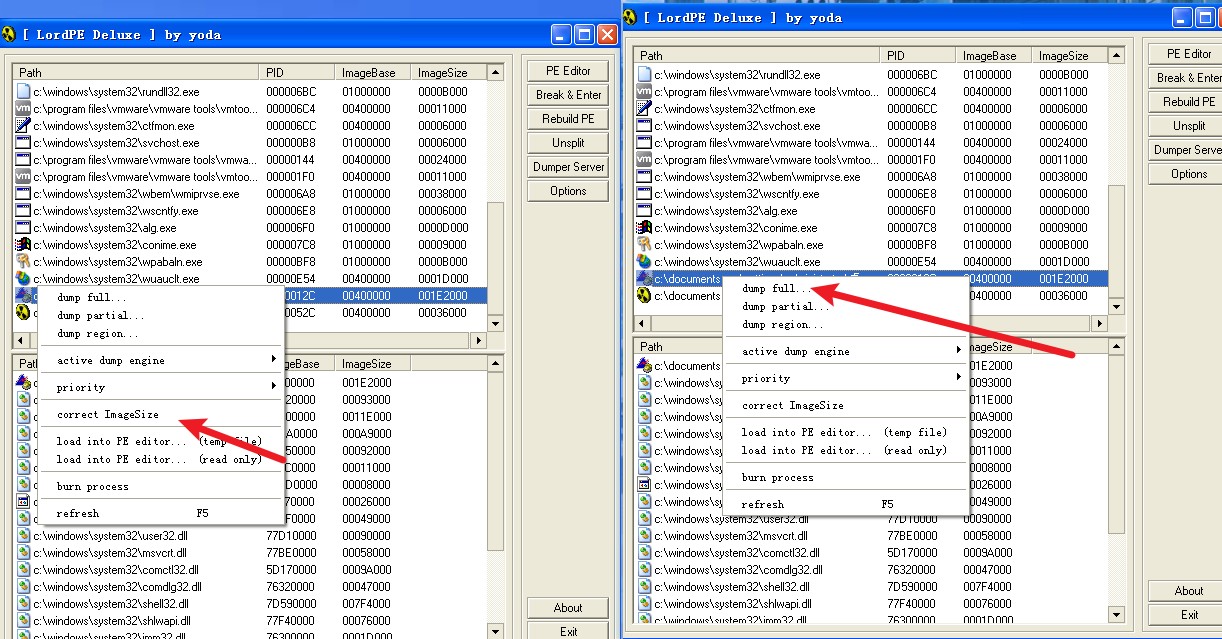 [ LordPE Deluxe ] by yoda
Path PID ImageBase ImageSize
c:\windows\system32\rundll32.exe 000006BC 01000000 0000B000
c:\program files\vmware\vmware tools\vmtoo... 000006C4 00400000 00011000
c:\windows\system32\ctfmon.exe 000006CC 00400000 00006000
c:\windows\system32\svchost.exe 000000B8 01000000 00006000
c:\program files\vmware\vmware tools\vmwa... 00000144 00400000 00024000
c:\program files\vmware\vmware tools\vmtoo... 000001F0 00400000 00011000
c:\windows\system32\wbem\wmiprvse.exe 000006A8 01000000 00038000
c:\windows\system32\wscntfy.exe 000006E8 01000000 00006000
c:\windows\system32\alg.exe 000006F0 01000000 0000D000
c:\windows\system32\conime.exe 000007C8 01000000 00009000
c:\windows\system32\wpabaln.exe 00000BF8 01000000 0000B000
c:\windows\system32\wuauclt.exe 00000E54 00400000 0001D000
0012C 00400000 001E2000
0052C 00400000 00036000
dump full...
dump partial...
dump region...
active dump engine
priority
correct ImageSize
load into PE editor... (temp file)
load into PE editor... (read only)
burn process
refresh F5
Pat geBase ImageSize
00000 001E2000
00000 00093000
00000 0011E000
A0000 000A9000
50000 00092000
C0000 00011000
D0000 00008000
70000 00026000
F0000 00049000
c:\windows\system32\user32.dll 77D10000 00090000
c:\windows\system32\msvcrt.dll 77BE0000 00058000
c:\windows\system32\comctl32.dll 5D170000 0009A000
c:\windows\system32\comdlg32.dll 76320000 00047000
c:\windows\system32\shell32.dll 7D590000 007F4000
c:\windows\system32\shlwapi.dll 77F40000 00076000
c:\windows\system32\imm32.dll 76300000 0001D000
PE Editor
Break & Enter
Rebuild PE
Unsplit
Dumper Server
Options
About
Exit
[ LordPE Deluxe ] by yoda
Path PID ImageBase ImageSize
c:\windows\system32\rundll32.exe 000006BC 01000000 0000B000
c:\program files\vmware\vmware tools\vmtoo... 000006C4 00400000 00011000
c:\windows\system32\ctfmon.exe 000006CC 00400000 00006000
c:\windows\system32\svchost.exe 000000B8 01000000 00006000
c:\program files\vmware\vmware tools\vmwa... 00000144 00400000 00024000
c:\program files\vmware\vmware tools\vmtoo... 000001F0 00400000 00011000
c:\windows\system32\wbem\wmiprvse.exe 000006A8 01000000 00038000
c:\windows\system32\wscntfy.exe 000006E8 01000000 00006000
c:\windows\system32\alg.exe 000006F0 01000000 0000D000
c:\windows\system32\conime.exe 000007C8 01000000 00009000
c:\windows\system32\wpabaln.exe 00000BF8 01000000 0000B000
c:\windows\system32\wuauclt.exe 00000E54 00400000 0001D000
c:\documents 00400000 001E2000
c:\documents 00400000 00036000
dump full...
dump partial...
dump region...
active dump engine
priority
correct ImageSize
load into PE editor... (temp file)
load into PE editor... (read only)
burn process
refresh F5
Path mageBase ImageSize
c:\documents 001E2000
c:\windows\sy 00093000
c:\windows\sy 0011E000
c:\windows\sy 000A9000
c:\windows\sy 00092000
c:\windows\sy 00011000
c:\windows\sy 00008000
c:\windows\sy 00026000
c:\windows\sy 00049000
c:\windows\system32\user32.dll 77D10000 00090000
c:\windows\system32\msvcrt.dll 77BE0000 00058000
c:\windows\system32\comctl32.dll 5D170000 0009A000
c:\windows\system32\comdlg32.dll 76320000 00047000
c:\windows\system32\shell32.dll 7D590000 007F4000
c:\windows\system32\shlwapi.dll 77F40000 00076000
c:\windows\system32\imm32.dll 76300000 0001D000
PE Editor
Break & Enter
Rebuild PE
Unsplit
Dumper Serve
Options
About
Exit